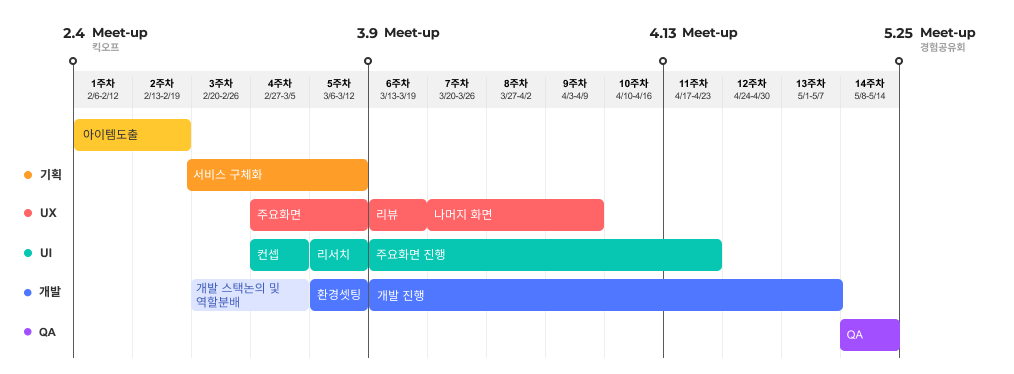 2.4 Meet-up
킥오프
3.9 Meet-up
4.13 Meet-up
5.25 Meet-up
경험공유회
1주차
2/6-2/12
2주차
2/13-2/19
3주차
2/20-2/26
4주차
2/27-3/5
5주차
3/6-3/12
6주차
3/13-3/19
7주차
3/20-3/26
8주차
3/27-4/2
9주차
4/3-4/9
10주차
4/10-4/16
11주차
4/17-4/23
12주차
4/24-4/30
13주차
5/1-5/7
14주차
5/8-5/14
아이템도출
기획
서비스 구체화
UX
주요화면
리뷰
나머지 화면
UI
컨셉
리서치
주요화면 진행
개발
개발 스택논의 및
역할분배
환경셋팅
개발 진행
QA
QA